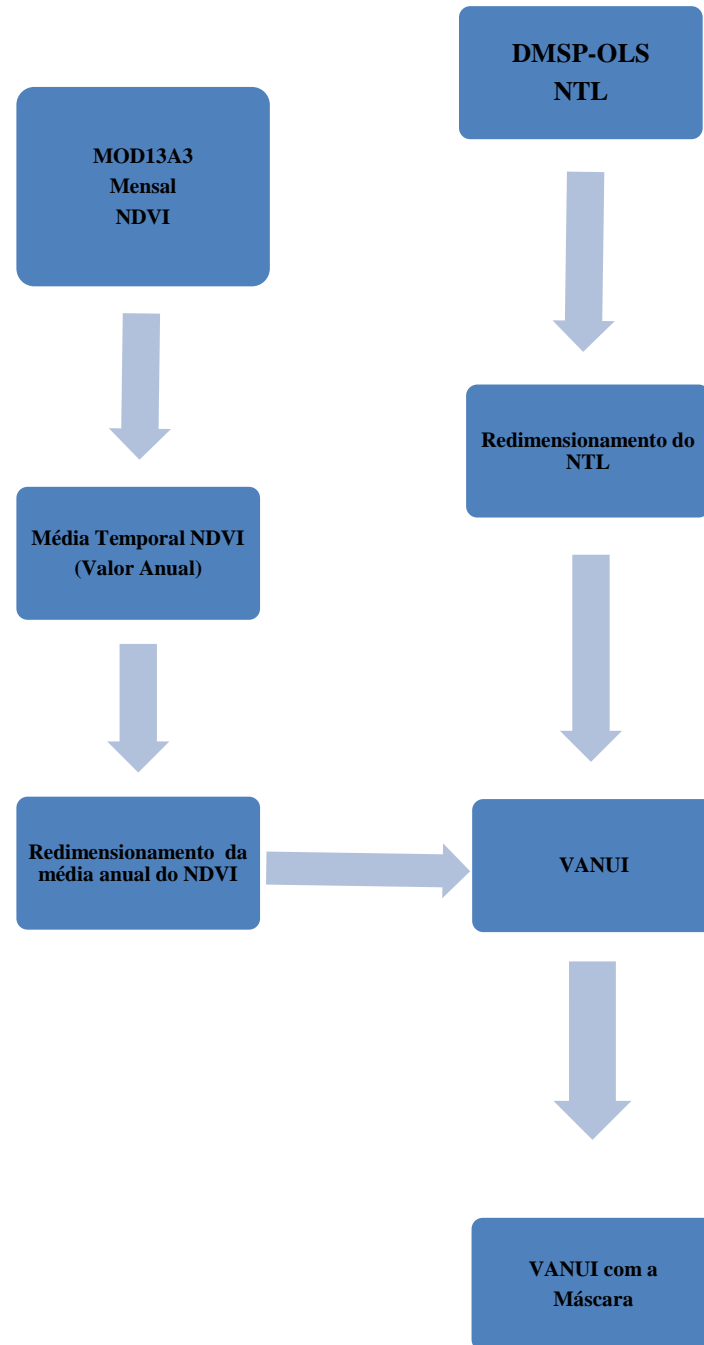 DMSP-OLS
NTL
MOD13A3
Mensal
NDVI
Redimensionamento do
NTL
Média Temporal NDVI
(Valor Anual)
Redimensionamento da
média anual do NDVI
VANUI
VANUI com a
Máscara